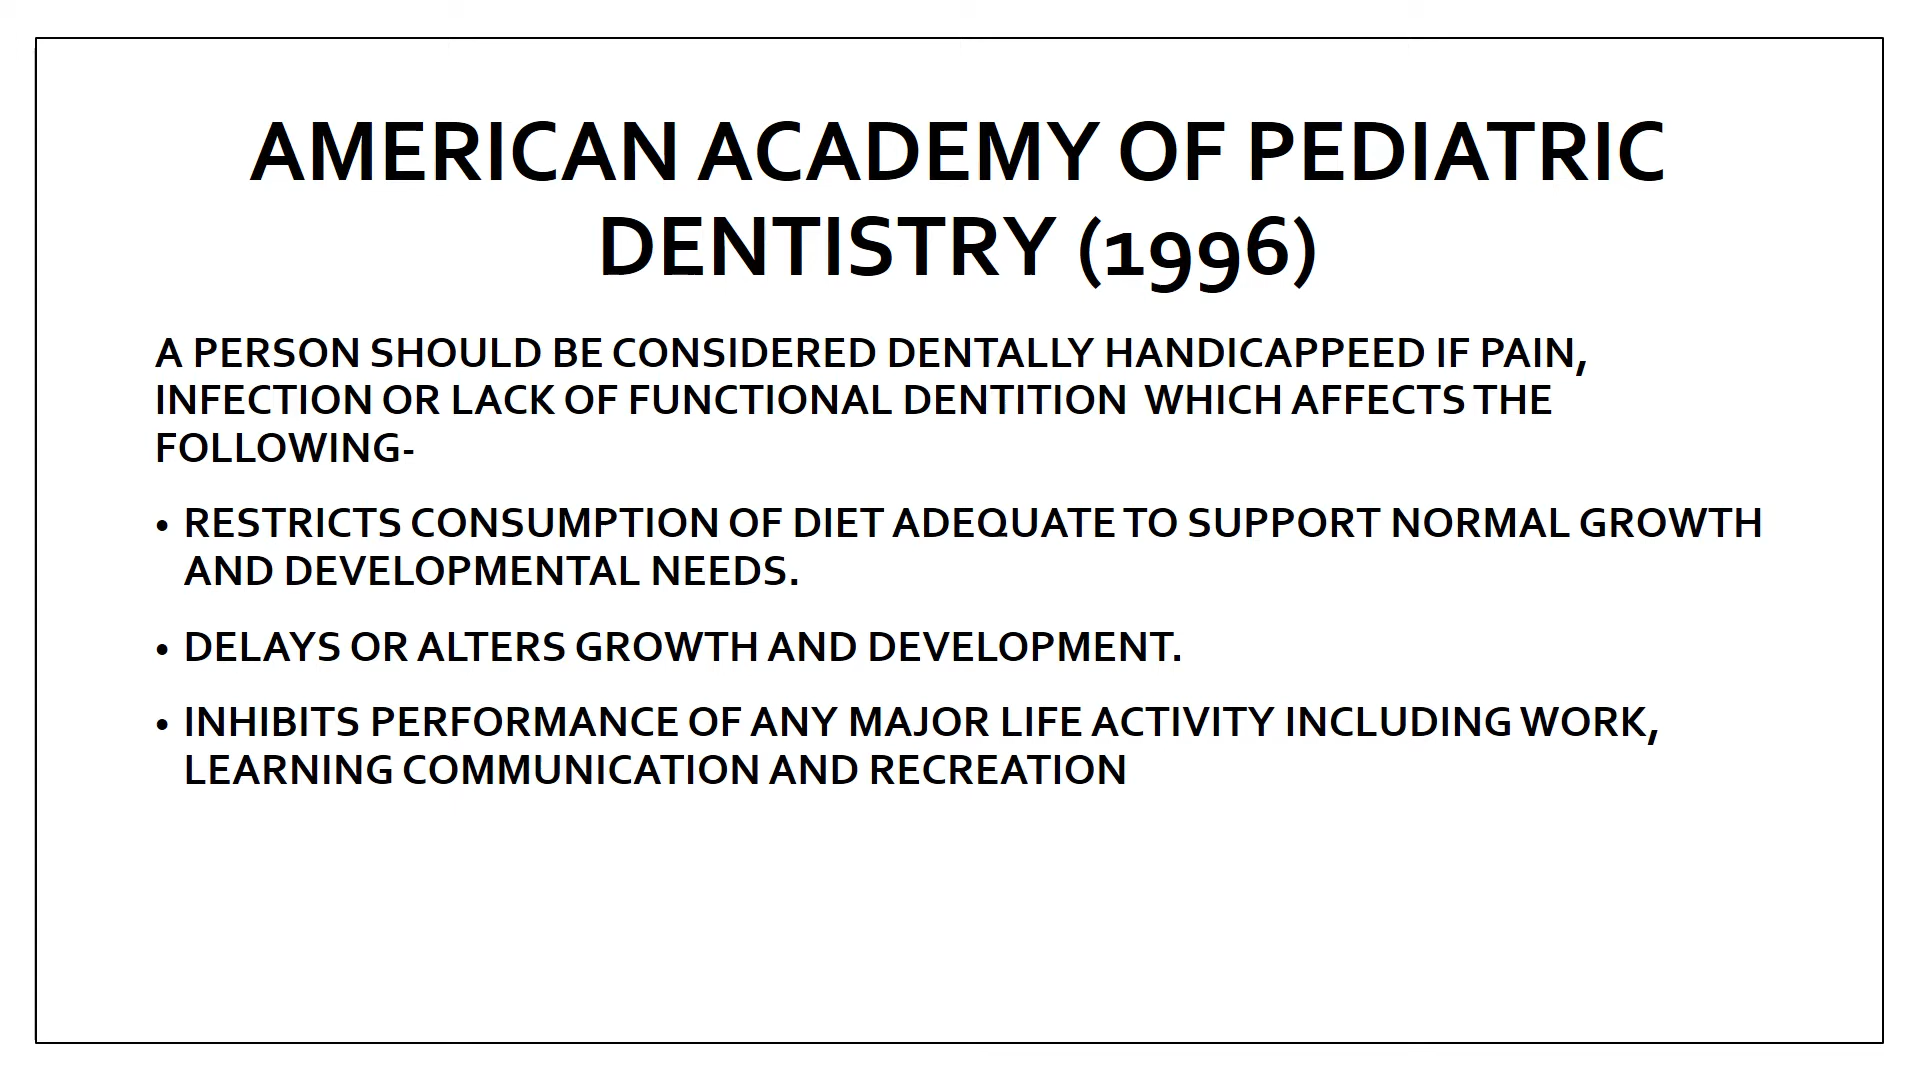 AMERICAN ACADEMY OF PEDIATRIC
DENTISTRY (1996)
A PERSON SHOULD BE CONSIDERED DENTALLY HANDICAPPEED IF PAIN,
INFECTION OR LACK OF FUNCTIONAL DENTITION  WHICH AFFECTS THE
FOLLOWING-
• RESTRICTS CONSUMPTION OF DIET ADEQUATE TO SUPPORT NORMAL GROWTH
AND DEVELOPMENTAL NEEDS.
• DELAYS OR ALTERS GROWTH AND DEVELOPMENT.
• INHIBITS PERFORMANCE OF ANY MAJOR LIFE ACTIVITY INCLUDING WORK,
LEARNING COMMUNICATION AND RECREATION